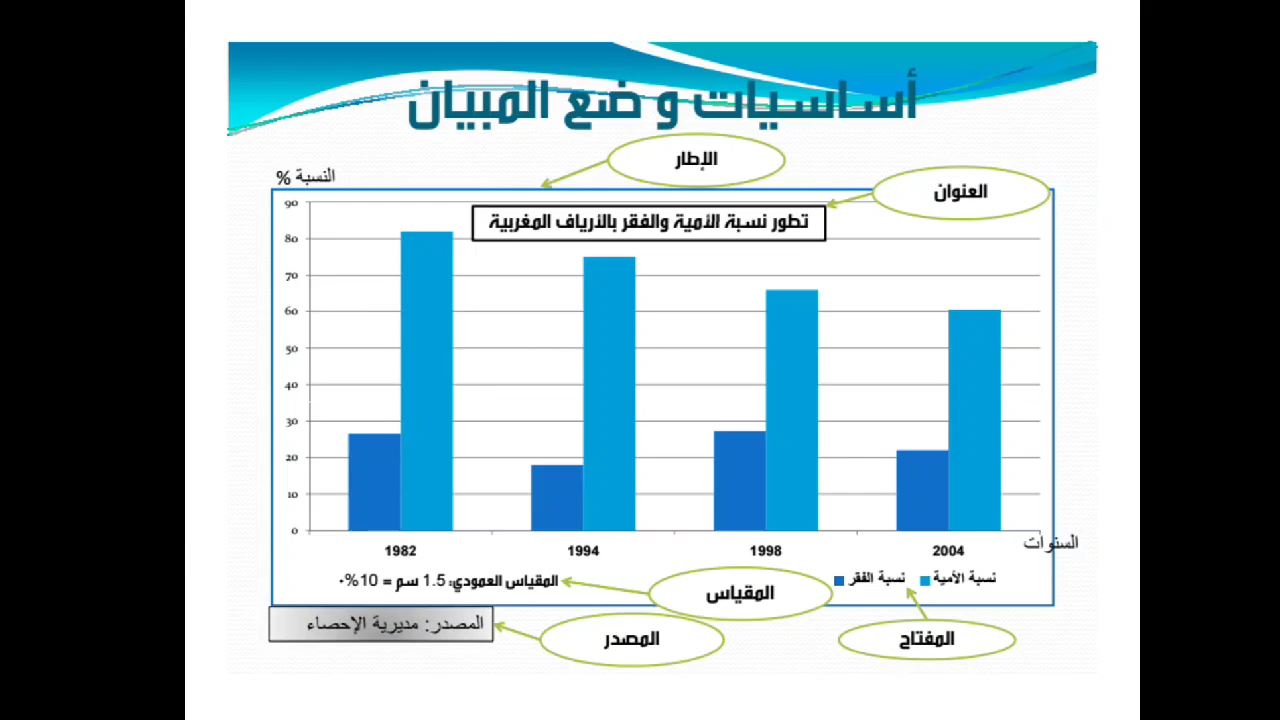 أساسيات و ضع المبيان
الإطار
العنوان
النسبة %
تطور نسبة الأمية والفقر بالأرياف المغربية
90
80
70
60
50
40
30
20
10
0
1982 1994 1998 2004
السنوات
نسبة الأمية نسبة الفقر
المقياس العمودي: 1.5 سم = 10%٠
المقياس
المصدر: مديرية الإحصاء
المصدر
المفتاح